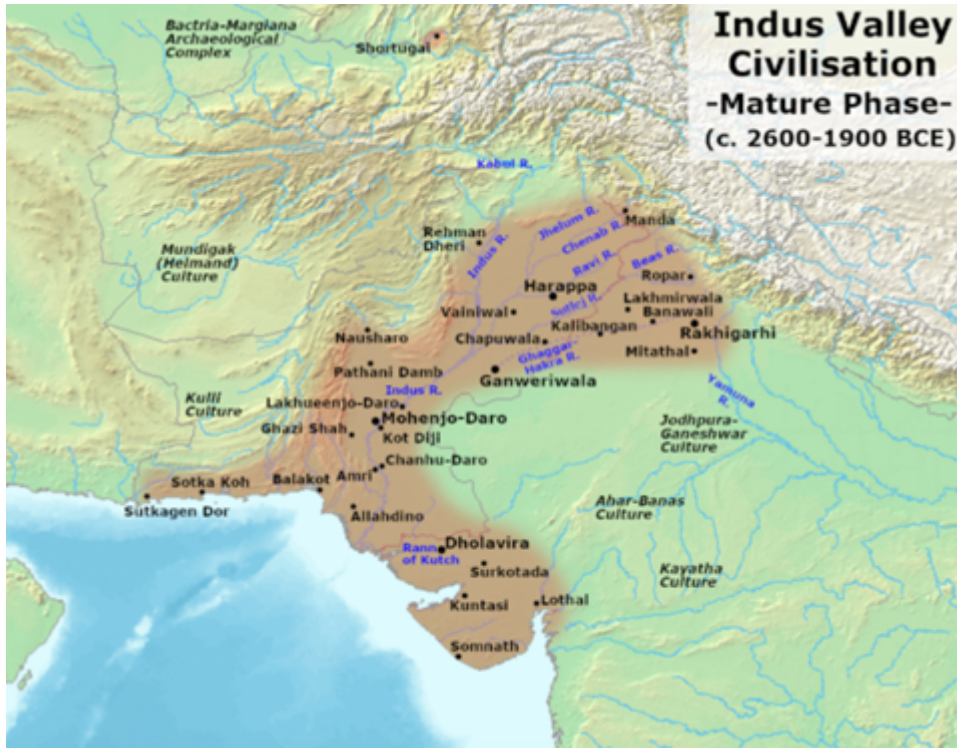 Indus Valley
Civilisation
-Mature Phase-
(c. 2600-1900 BCE)
Bactria-Margiana
Archaeological
Complex
Shortugai
Kabol R.
Manda
Jhelum R.
Chenab R.
Rehman
Dheri
Indus R.
Ravi R.
Beas R.
Mundigak
(Helmand)
Culture
Ropar
Harappa
Lakhmirwala
Sutlej R.
Banawali
Vainiwal
Kalibangan
Rakhigarhi
Nausharo
Chapuwala
Mitathal
Ghaggar-
Hakra R.
Pathani Damb
Ganweriwala
Indus R.
Yamuna
R.
Kulli
Culture
Lakhueenjo-Daro
Mohenjo-Daro
Ghazi Shah
Kot Diji
Jodhpura-
Ganeshwar
Culture
Chanhu-Daro
Amri
Balakot
Sotka Koh
Sutkagen Dor
Allahdino
Ahar-Banas
Culture
Dholavira
Rann
of Kutch
Surkotada
Kayatha
Culture
Kuntasi
Lothal
Somnath